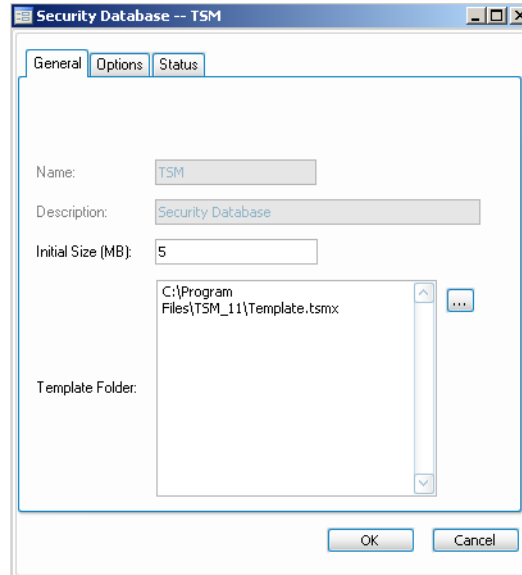 Security Database -- TSM
General Options Status
Name: TSM
Description: Security Database
Initial Size (MB): 5
C:\Program
Files\TSM_11\Template.tsmx
...
Template Folder:
OK Cancel